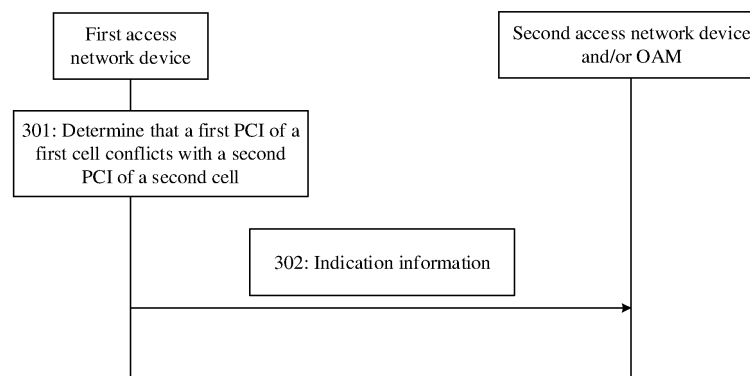 First access
network device
Second access network device
and/or OAM
301: Determine that a first PCI of a
first cell conflicts with a second
PCI of a second cell
302: Indication information